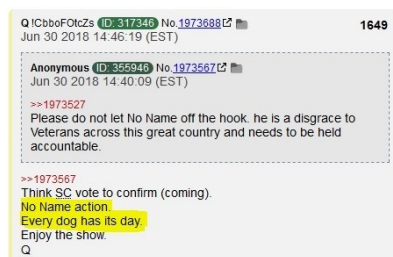 Q !CbboFOtcZs ID: 317346 No.1973688 1649
Jun 30 2018 14:46:19 (EST)
Anonymous ID: 355946 No.1973567
Jun 30 2018 14:40:09 (EST)
>>1973527
Please do not let No Name off the hook. he is a disgrace to
Veterans across this great country and needs to be held
accountable.
>>1973567
Think SC vote to confirm (coming).
No Name action.
Every dog has its day.
Enjoy the show.
Q